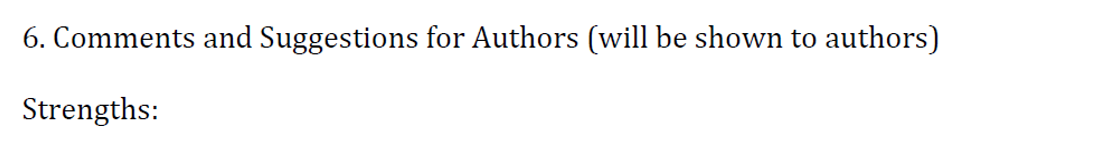 6. Comments and Suggestions for Authors (will be shown to authors)
Strengths: